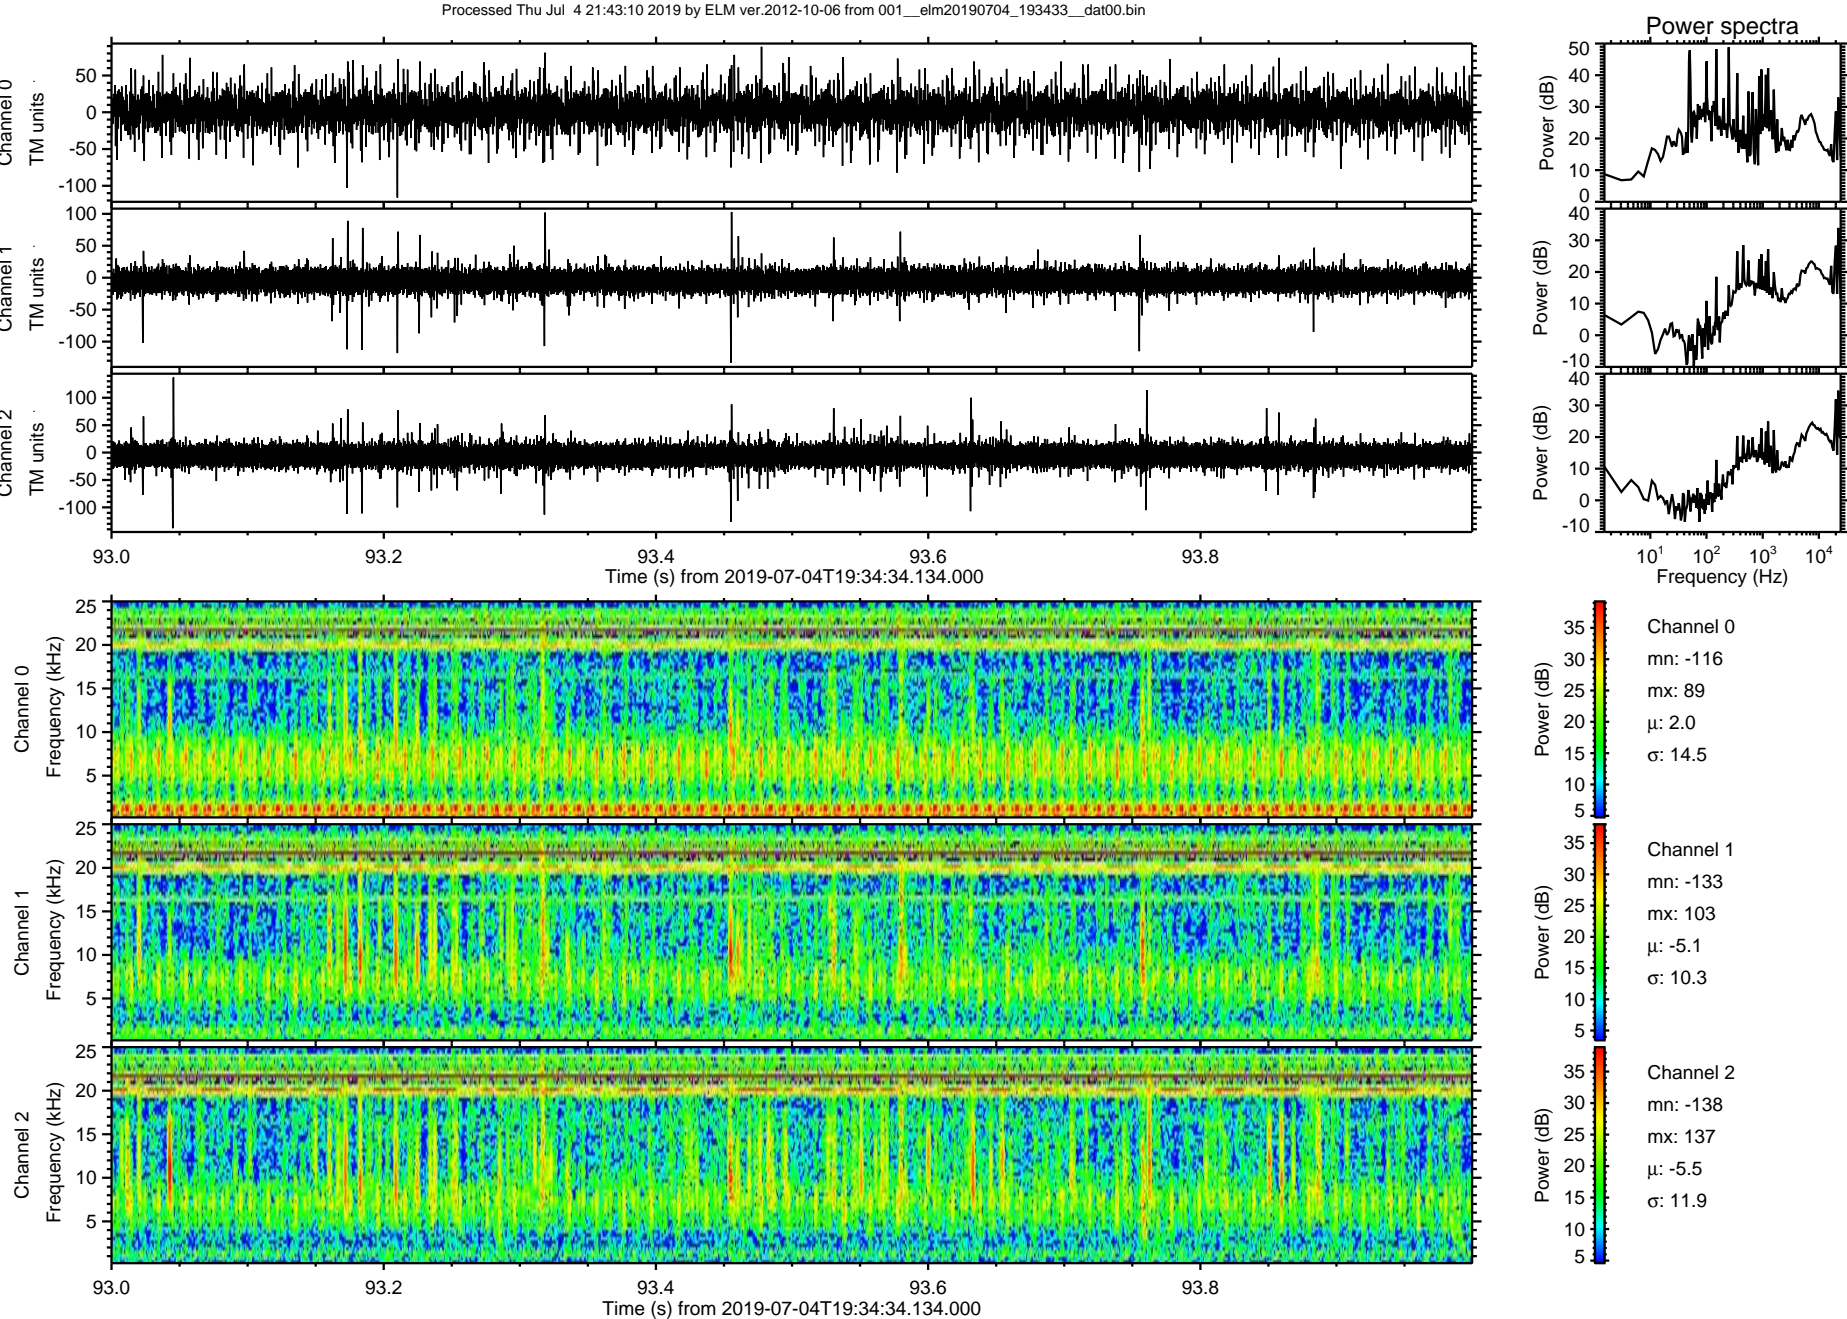 Processed Thu Jul  4 21:43:10 2019 by ELM ver.2012-10-06 from 001__elm20190704_193433__dat00.bin
Power spectra
Channel 0
TM units
50
0
-50
-100
Power (dB)
50
40
30
20
10
0
Channel 1
TM units
100
50
0
-50
-100
Power (dB)
40
30
20
10
0
-10
Channel 2
TM units
100
50
0
-50
-100
Power (dB)
40
30
20
10
0
-10
93.0 93.2 93.4 93.6 93.8
Time (s) from 2019-07-04T19:34:34.134.000
10¹ 10² 10³ 10⁴
Frequency (Hz)
Channel 0
Frequency (kHz)
25
20
15
10
5
Power (dB)
35
30
25
20
15
10
5
Channel 0
mn: -116
mx: 89
μ: 2.0
σ: 14.5
Channel 1
Frequency (kHz)
25
20
15
10
5
Power (dB)
35
30
25
20
15
10
5
Channel 1
mn: -133
mx: 103
μ: -5.1
σ: 10.3
Channel 2
Frequency (kHz)
25
20
15
10
5
Power (dB)
35
30
25
20
15
10
5
Channel 2
mn: -138
mx: 137
μ: -5.5
σ: 11.9
93.0 93.2 93.4 93.6 93.8
Time (s) from 2019-07-04T19:34:34.134.000